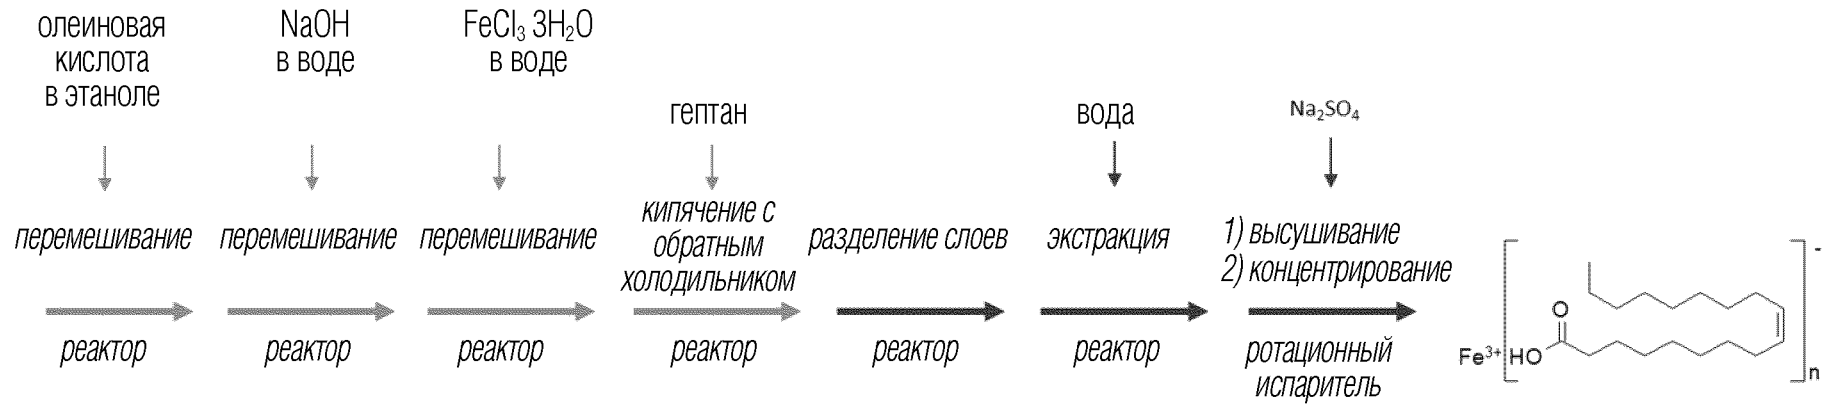 олеиновая
кислота
в этаноле
NaOH
в воде
FeCl₃ 3H₂O
в воде
гептан
вода
Na₂SO₄
перемешивание
перемешивание
перемешивание
кипячение с
обратным
холодильником
разделение слоев
экстракция
1) высушивание
2) концентрирование
реактор
реактор
реактор
реактор
реактор
реактор
ротационный
испаритель
O
Fe³⁺
HO
-
n